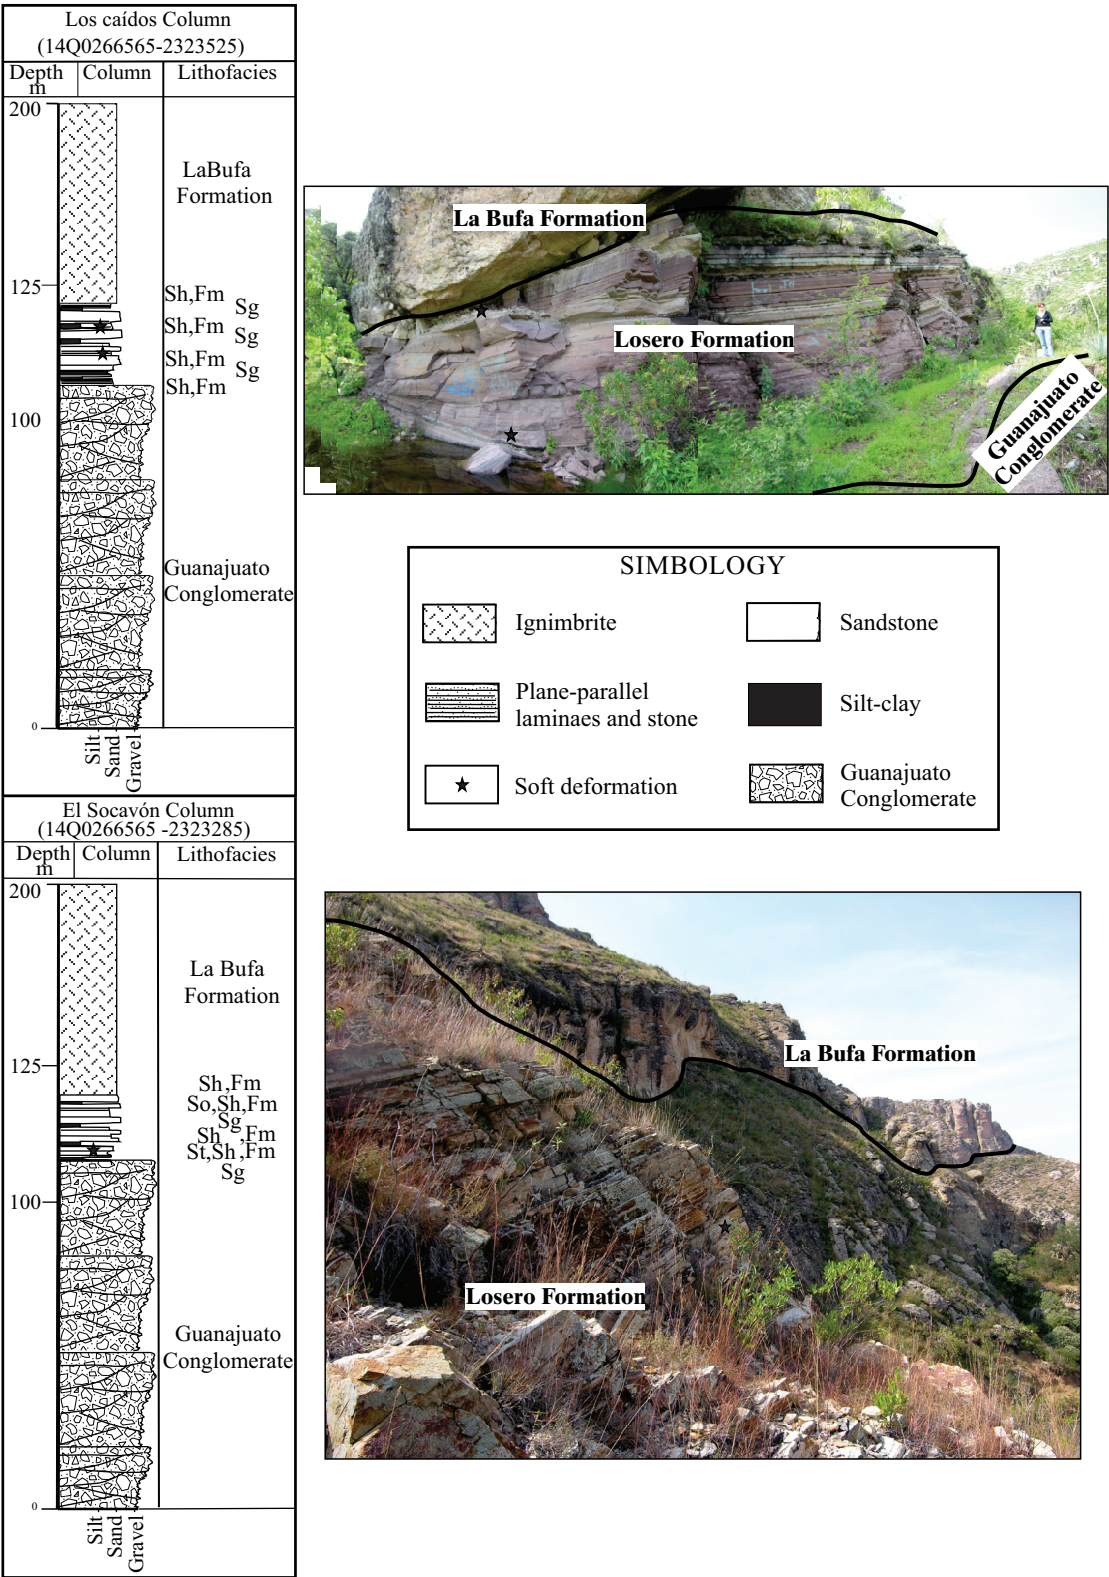 Los caídos Column
(14Q0266565-2323525)
Depth
m
Column
Lithofacies
200
LaBufa
Formation
125
Sh,Fm
Sg
Sh,Fm
Sg
Sh,Fm
Sg
Sh,Fm
100
Guanajuato
Conglomerate
0
Silt
Sand
Gravel
La Bufa Formation
Losero Formation
Guanajuato
Conglomerate
SIMBOLOGY
Ignimbrite
Sandstone
Plane-parallel
laminaes and stone
Silt-clay
Soft deformation
Guanajuato
Conglomerate
El Socavón Column
(14Q0266565 -2323285)
Depth
m
Column
Lithofacies
200
La Bufa
Formation
125
Sh,Fm
So,Sh,Fm
Sg
Sh ,Fm
St,Sh,Fm
Sg
100
Guanajuato
Conglomerate
0
Silt
Sand
Gravel
La Bufa Formation
Losero Formation